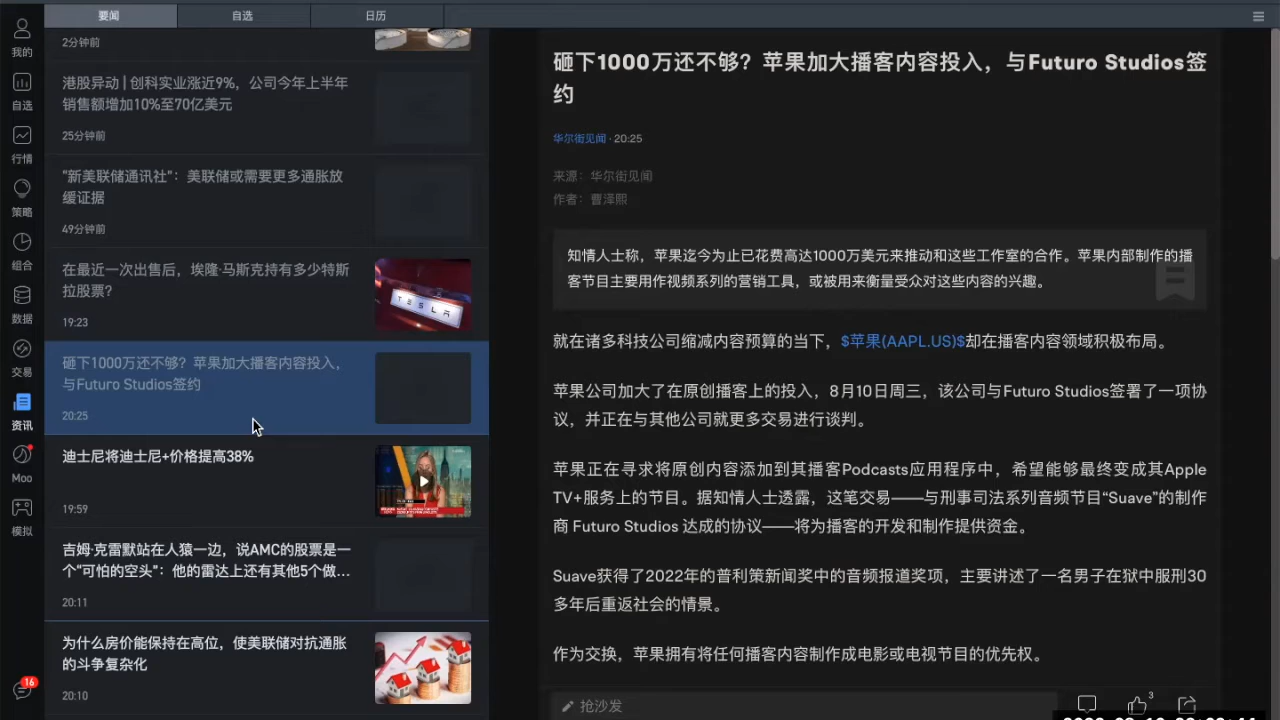 要闻
自选
日历
我的
自选
行情
策略
组合
数据
交易
资讯
Moo
模拟
16
2分钟前
港股异动 | 创科实业涨近9%，公司今年上半年
销售额增加10%至70亿美元
25分钟前
“新美联储通讯社”：美联储或需要更多通胀放
缓证据
49分钟前
在最近一次出售后，埃隆·马斯克持有多少特斯
拉股票？
19:23
TESLA
砸下1000万还不够？苹果加大播客内容投入，
与Futuro Studios签约
20:25
迪士尼将迪士尼+价格提高38%
19:59
吉姆·克雷默站在人猿一边，说AMC的股票是一
个“可怕的空头”：他的雷达上还有其他5个做...
20:11
为什么房价能保持在高位，使美联储对抗通胀
的斗争复杂化
20:10
砸下1000万还不够？苹果加大播客内容投入，与Futuro Studios签
约
华尔街见闻 · 20:25
来源：华尔街见闻
作者：曹泽熙
知情人士称，苹果迄今为止已花费高达1000万美元来推动和这些工作室的合作。苹果内部制作的播
客节目主要用作视频系列的营销工具，或被用来衡量受众对这些内容的兴趣。
就在诸多科技公司缩减内容预算的当下，$苹果(AAPL.US)$却在播客内容领域积极布局。
苹果公司加大了在原创播客上的投入，8月10日周三，该公司与Futuro Studios签署了一项协
议，并正在与其他公司就更多交易进行谈判。
苹果正在寻求将原创内容添加到其播客Podcasts应用程序中，希望能够最终变成其Apple
TV+服务上的节目。据知情人士透露，这笔交易——与刑事司法系列音频节目“Suave”的制作
商 Futuro Studios 达成的协议——将为播客的开发和制作提供资金。
Suave获得了2022年的普利策新闻奖中的音频报道奖项，主要讲述了一名男子在狱中服刑30
多年后重返社会的情景。
作为交换，苹果拥有将任何播客内容制作成电影或电视节目的优先权。
抢沙发
3